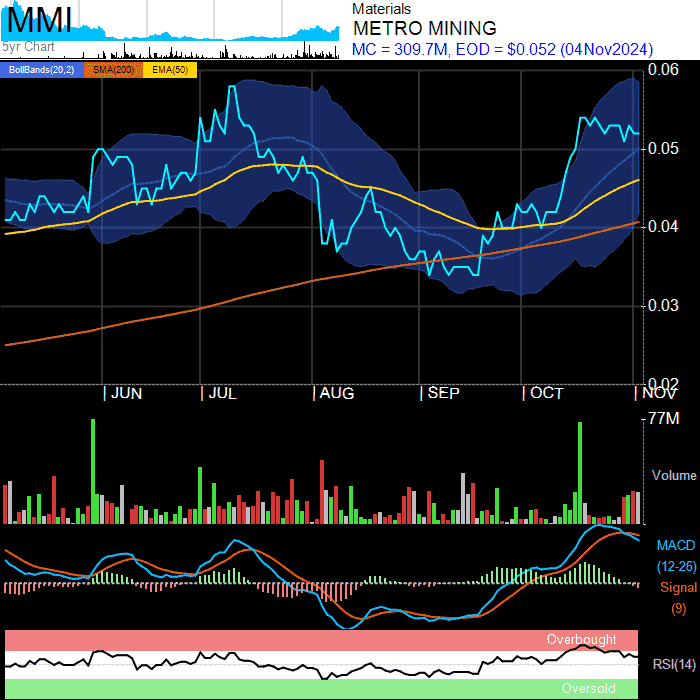 MMI
5yr Chart
Materials
METRO MINING
MC = 309.7M, EOD = $0.052 (04Nov2024)
BollBands(20,2) SMA(200) EMA(50)
0.06
0.05
0.04
0.03
0.02
JUN JUL AUG SEP OCT NOV
77M
Volume
MACD
(12-26)
Signal
(9)
Overbought
RSI(14)
Oversold